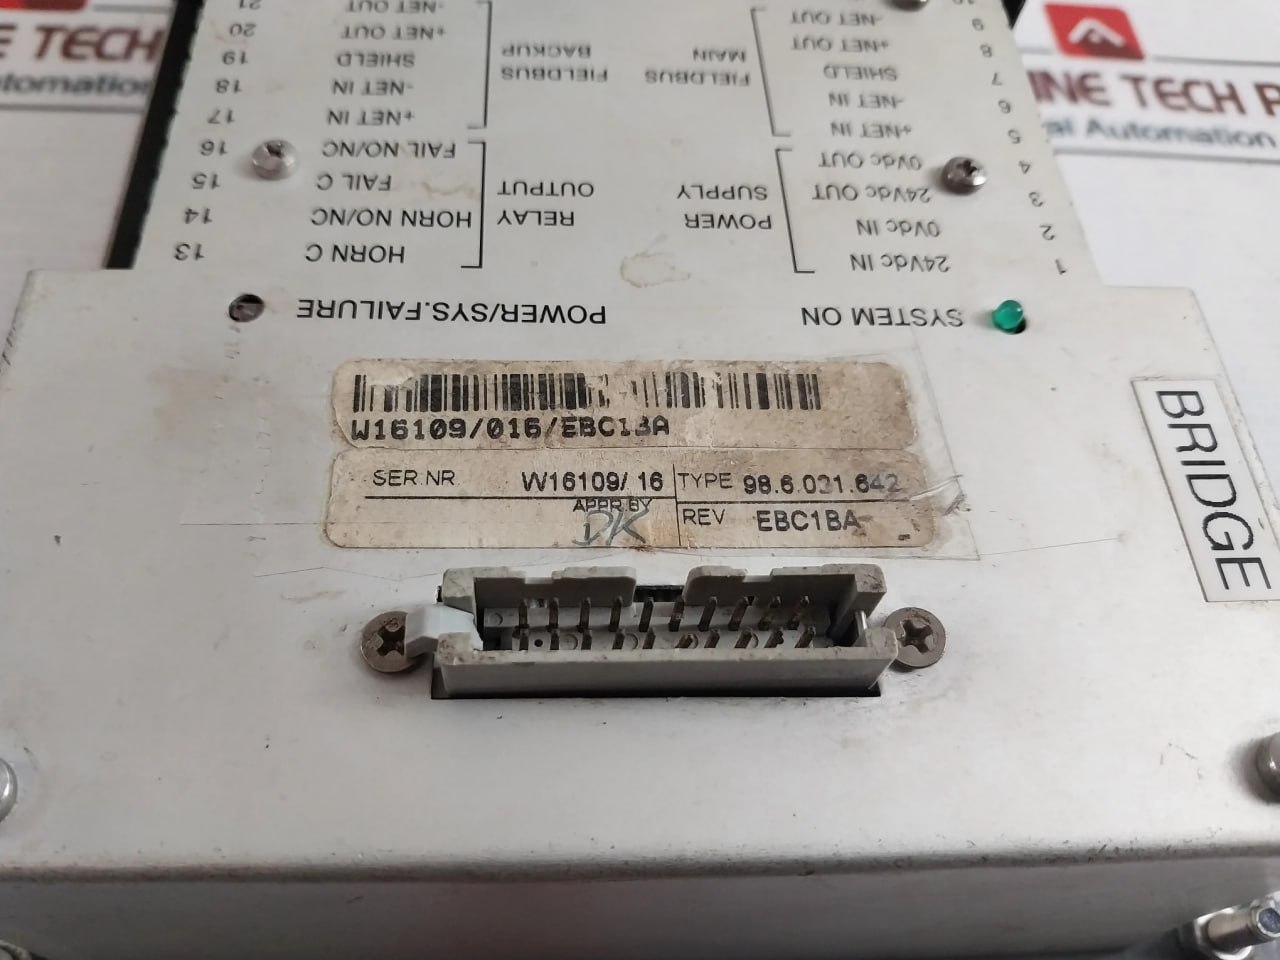 21 -NET OUT
20 +NET OUT
19 SHIELD
18 -NET IN
17 +NET IN
FIELDBUS
BACKUP
16 FAIL NO/NC
15 FAIL C
14 HORN NO/NC
13 HORN C
RELAY
OUTPUT
9 -NET OUT
8 +NET OUT
7 SHIELD
6 -NET IN
5 +NET IN
FIELDBUS
MAIN
4 0Vdc OUT
3 24Vdc OUT
2 0Vdc IN
1 24Vdc IN
POWER
SUPPLY
POWER/SYS.FAILURE
SYSTEM ON
W16109/016/EBC1BA
SER.NR W16109/ 16
TYPE 98.6.021.642
APPR.BY DK
REV EBC1BA
BRIDGE
NE TECH
utomation
INE TECH P
al Automation